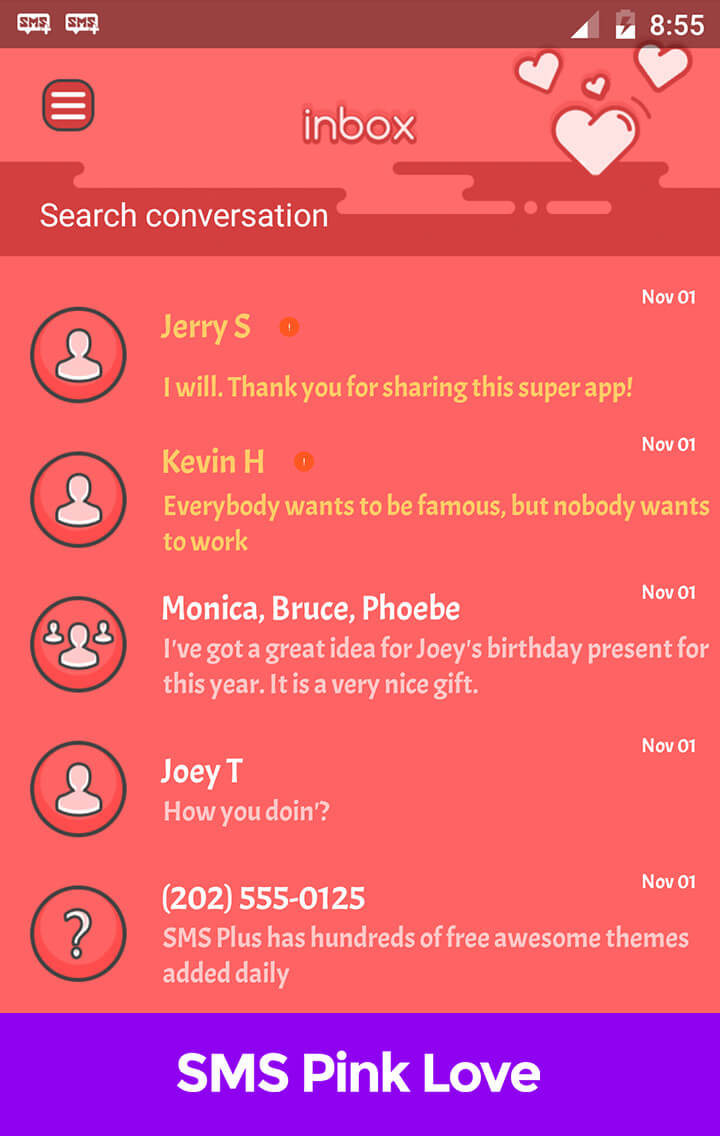 SMS SMS 8:55
inbox
Search conversation
Nov 01
Jerry S !
I will. Thank you for sharing this super app!
Nov 01
Kevin H !
Everybody wants to be famous, but nobody wants
to work
Nov 01
Monica, Bruce, Phoebe
I've got a great idea for Joey's birthday present for
this year. It is a very nice gift.
Nov 01
Joey T
How you doin'?
Nov 01
(202) 555-0125
?
SMS Plus has hundreds of free awesome themes
added daily
SMS Pink Love